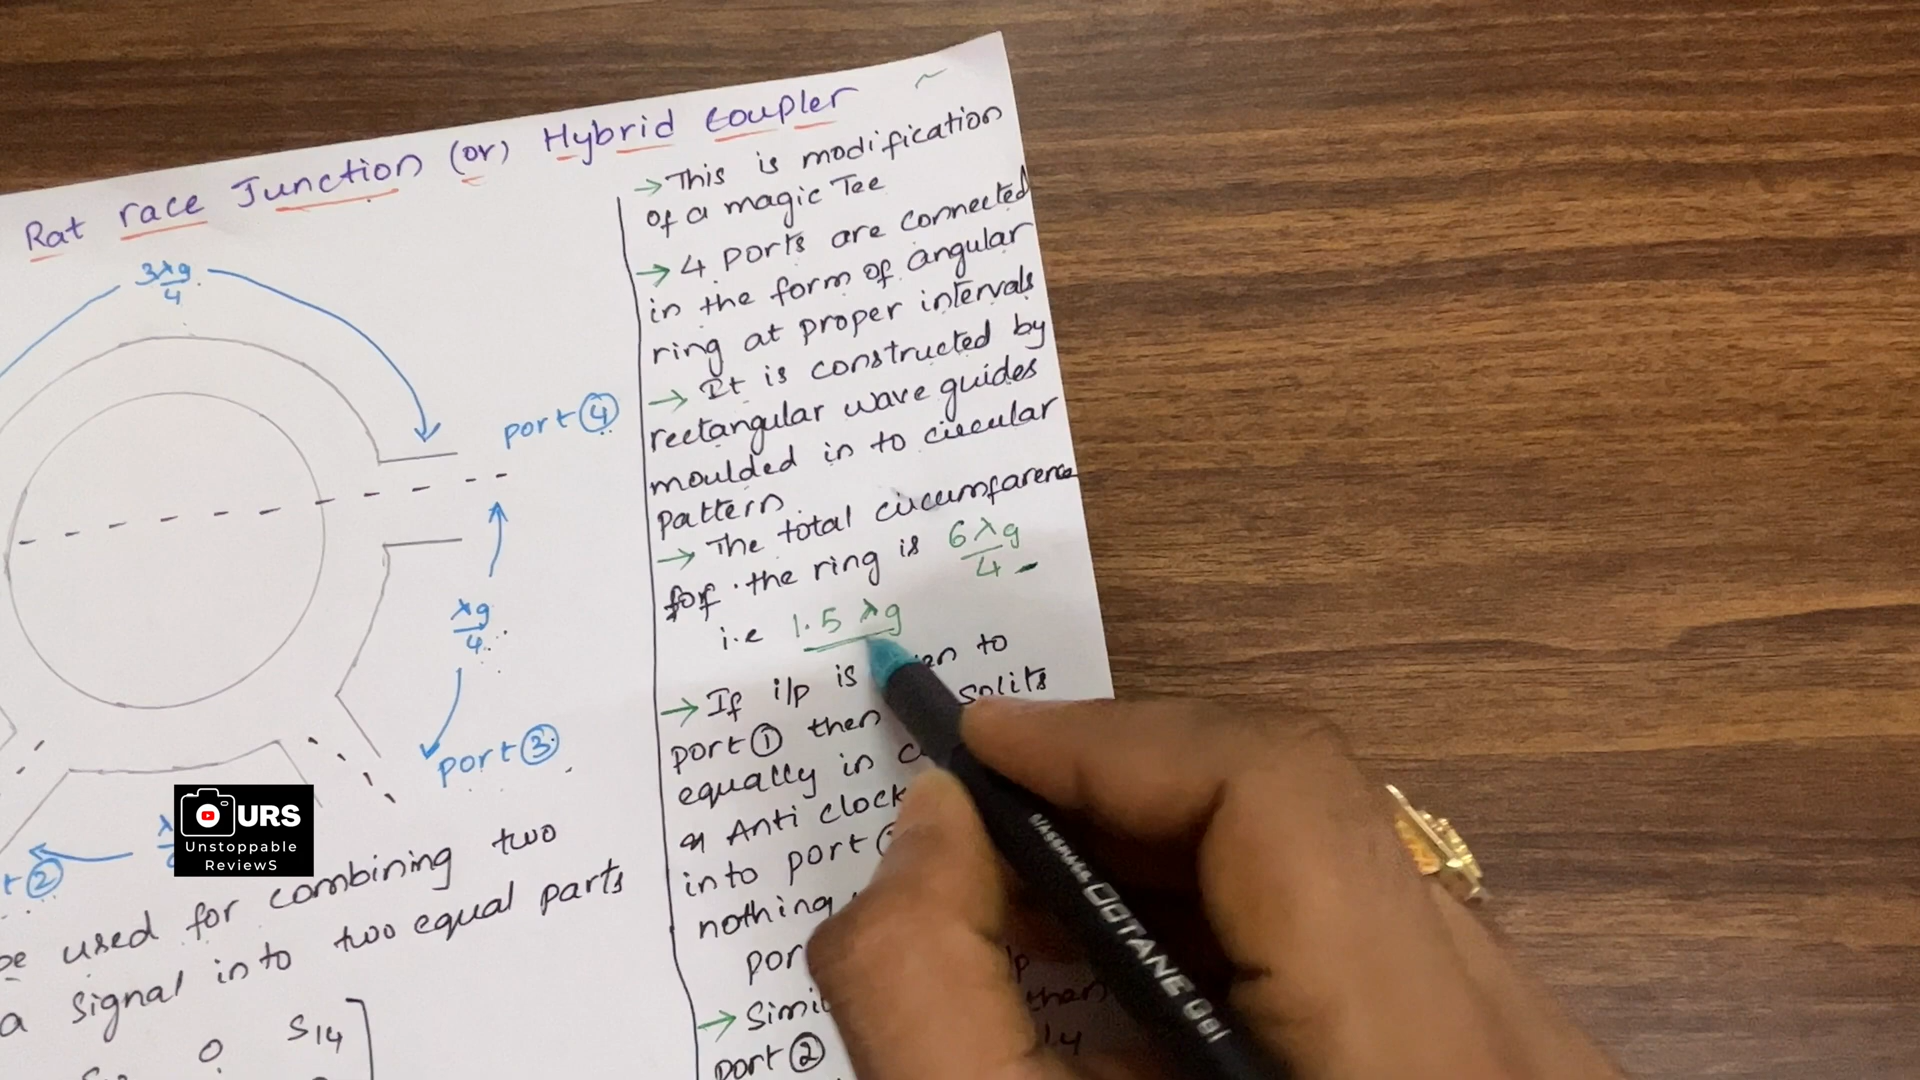 Rat race Junction (or) Hybrid coupler
3λg
4
port ④
λg
4
port ③
②
→ This is modification
of a magic Tee
→ 4 ports are connected
in the form of angular
ring at proper intervals
→ It is constructed by
rectangular wave guides
moulded in to circular
pattern.
→ The total circumfarence
for the ring is 6λg
4
i.e 1.5 λg
→ If i/p is to
port ① then splits
equally in
Anti clock
into port
nothing
→
port ②
used for combining two
a signal into two equal parts
0 S14
OURS
Unstoppable
ReviewS
OCTANE Gel